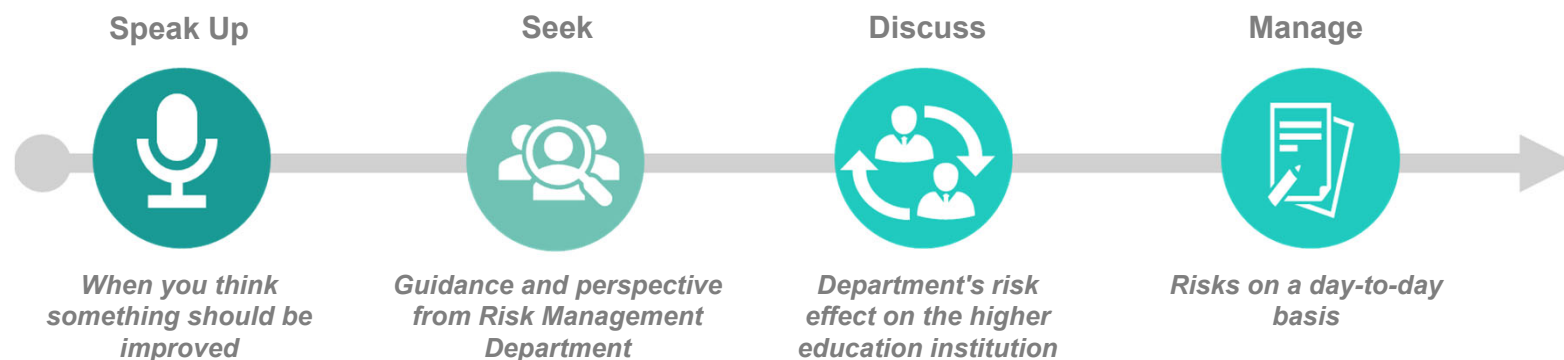 Speak Up
When you think
something should be
improved
Seek
Guidance and perspective
from Risk Management
Department
Discuss
Department's risk
effect on the higher
education institution
Manage
Risks on a day-to-day
basis